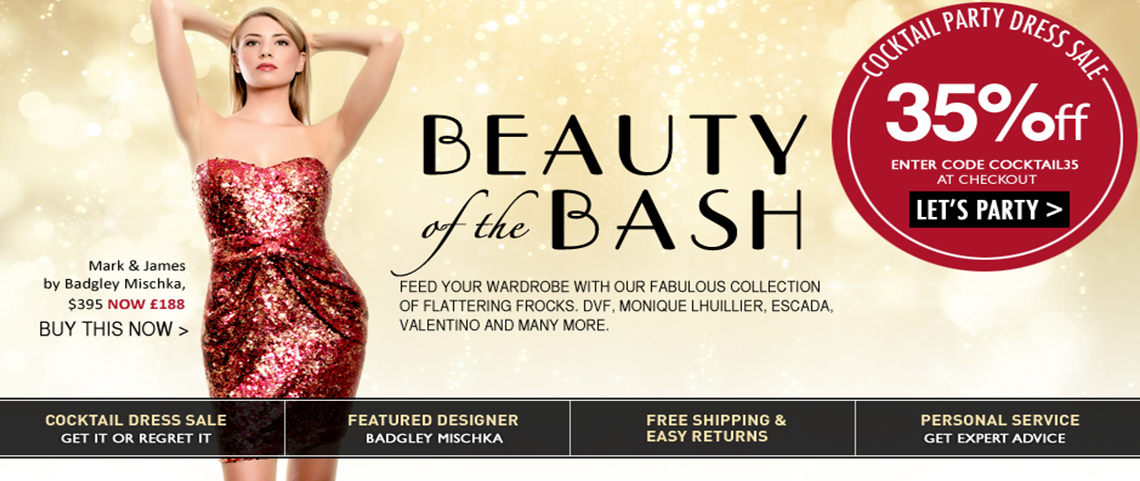 COCKTAIL PARTY DRESS SALE
35%off
ENTER CODE COCKTAIL35
AT CHECKOUT
LET'S PARTY >
BEAUTY
of the BASH
FEED YOUR WARDROBE WITH OUR FABULOUS COLLECTION
OF FLATTERING FROCKS. DVF, MONIQUE LHUILLIER, ESCADA,
VALENTINO AND MANY MORE.
Mark & James
by Badgley Mischka,
$395 NOW £188
BUY THIS NOW >
COCKTAIL DRESS SALE
GET IT OR REGRET IT
FEATURED DESIGNER
BADGLEY MISCHKA
FREE SHIPPING &
EASY RETURNS
PERSONAL SERVICE
GET EXPERT ADVICE